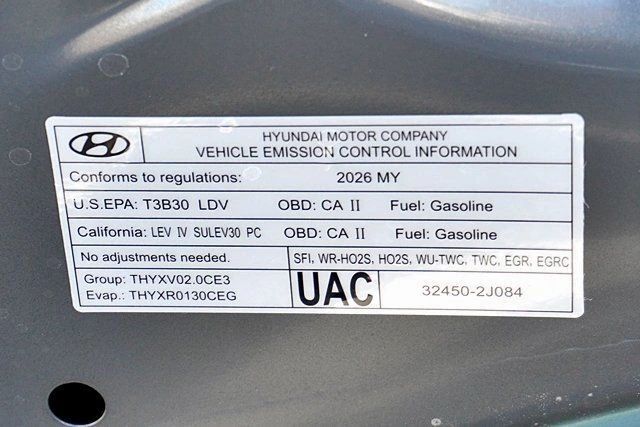 HYUNDAI MOTOR COMPANY
VEHICLE EMISSION CONTROL INFORMATION
Conforms to regulations: 2026 MY
U.S.EPA: T3B30 LDV OBD: CA II Fuel: Gasoline
California: LEV IV SULEV30 PC OBD: CA II Fuel: Gasoline
No adjustments needed. SFI, WR-HO2S, HO2S, WU-TWC, TWC, EGR, EGRC
Group: THYXV02.0CE3
Evap.: THYXR0130CEG
UAC 32450-2J084